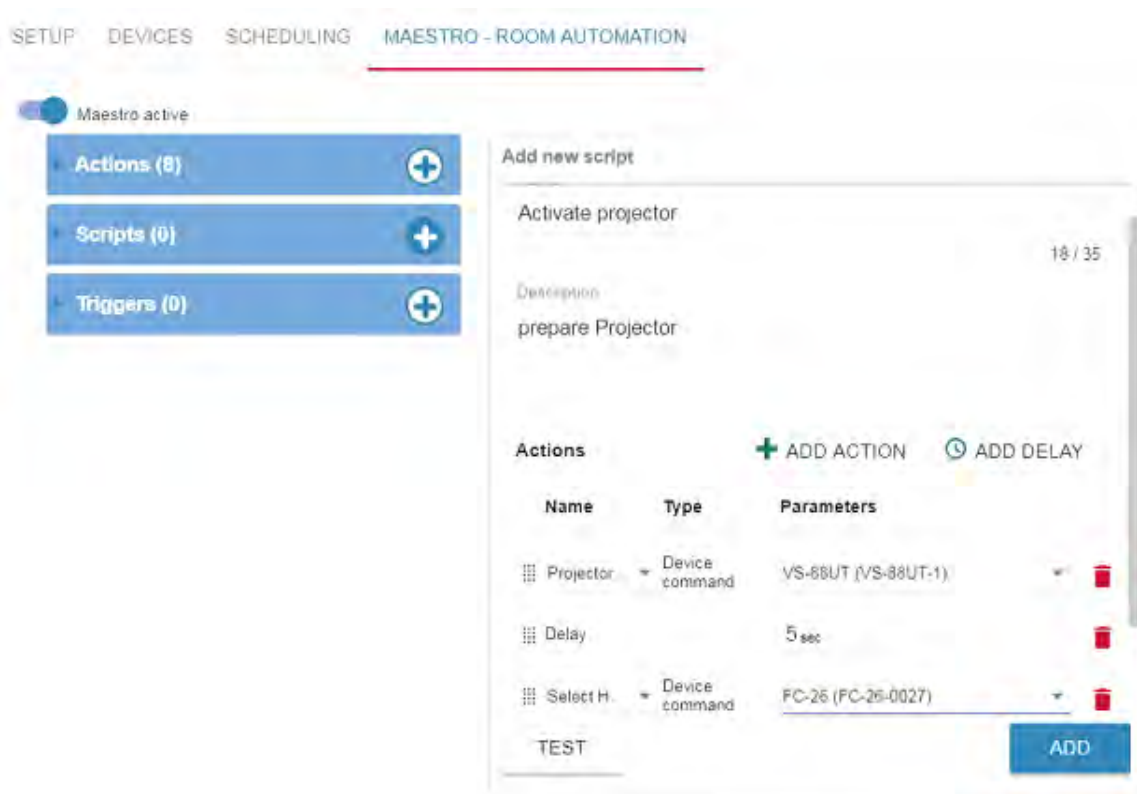 SETUP DEVICES SCHEDULING MAESTRO - ROOM AUTOMATION
Maestro active
Actions (8)
Scripts (0)
Triggers (0)
Add new script
Activate projector
18 / 35
Description
prepare Projector
Actions
ADD ACTION
ADD DELAY
Name Type Parameters
Projector Device command VS-88UT (VS-88UT-1)
Delay 5 sec
Select H. Device command FC-26 (FC-26-0027)
TEST
ADD